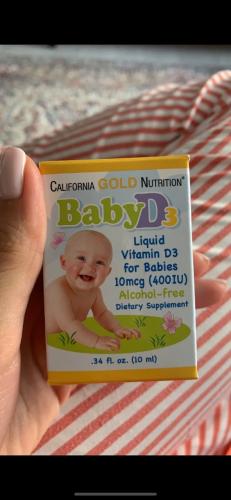 CALIFORNIA GOLD NUTRITION®
BabyD3
Liquid
Vitamin D3
for Babies
10mcg (400IU)
Alcohol-free
Dietary Supplement
.34 fl. oz. (10 ml)